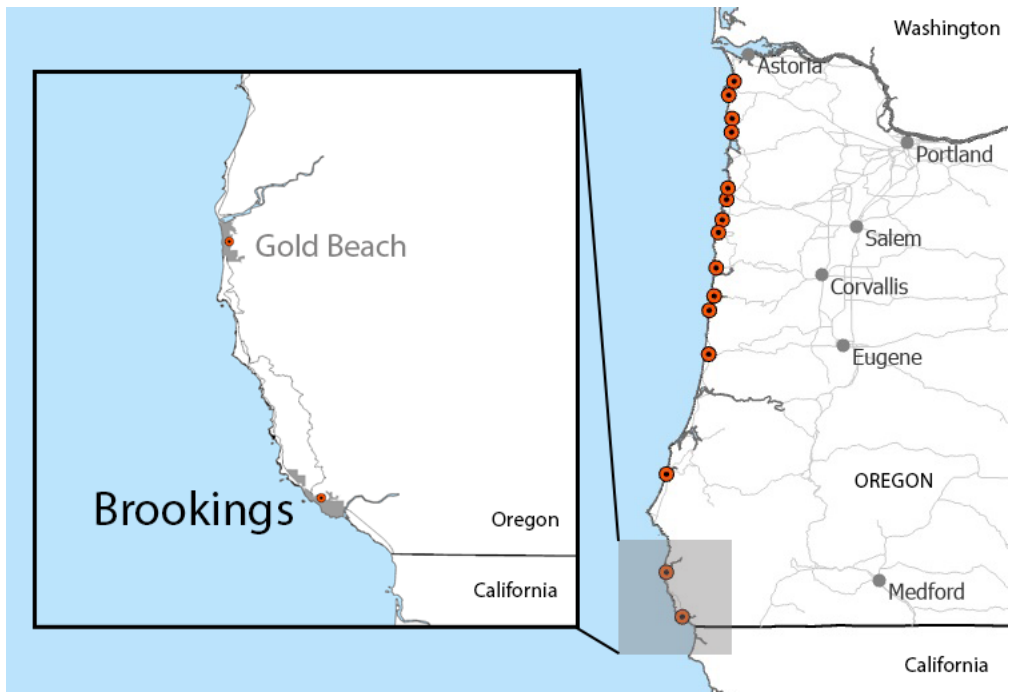 Washington
Astoria
Portland
Gold Beach
Salem
Corvallis
Eugene
OREGON
Brookings
Oregon
California
Medford
California